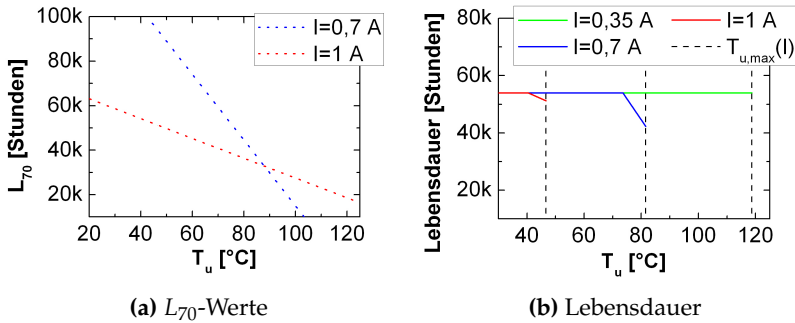 100k
80k
60k
40k
20k
L70 [Stunden]
I=0,7 A
I=1 A
20 40 60 80 100 120
Tu [°C]
(a) L70-Werte
80k
60k
40k
20k
Lebensdauer [Stunden]
I=0,35 A
I=1 A
I=0,7 A
Tu,max(I)
40 60 80 100 120
Tu [°C]
(b) Lebensdauer